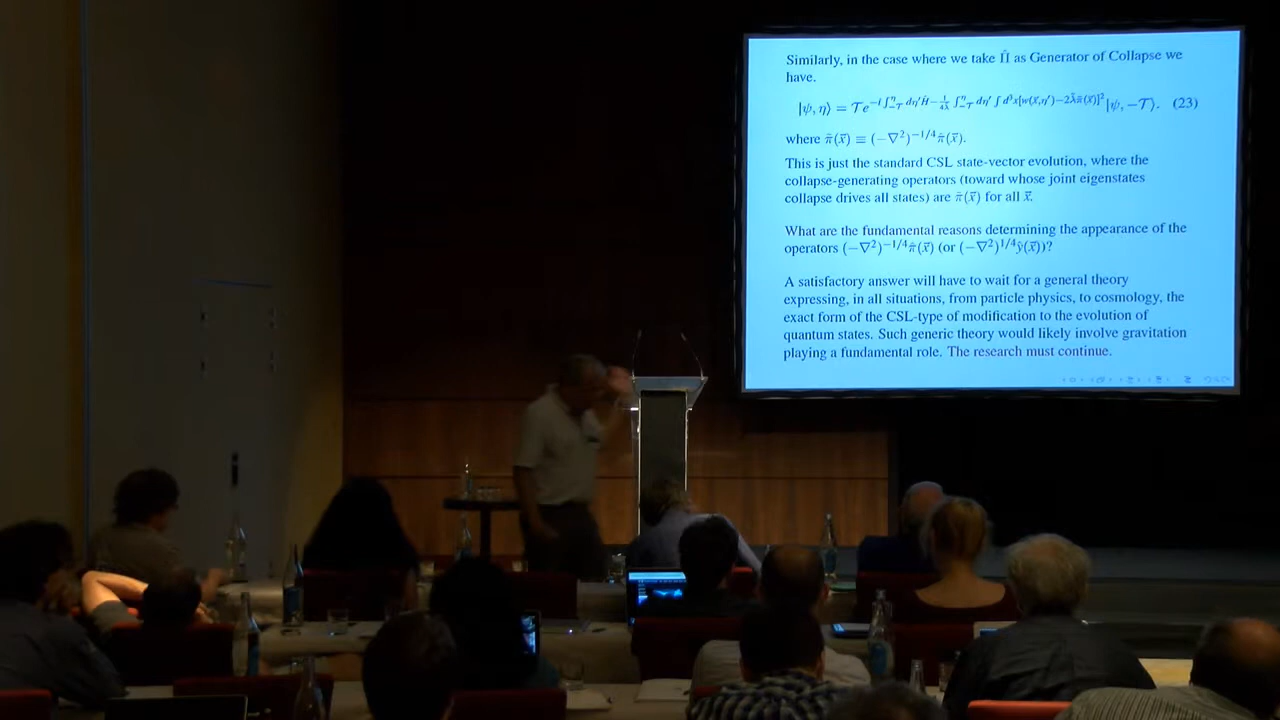 Similarly, in the case where we take Π̂ as Generator of Collapse we
have.
|ψ, η⟩ = 𝒯e^{−i∫_{−𝒯}^{η} dη′Ĥ − \frac{1}{4λ̃} ∫_{−𝒯}^{η} dη′ ∫ d³x[w(x⃗,η′)−2λ̃π̃(x⃗)]²}|ψ, −𝒯⟩. (23)
where π̃(x⃗) ≡ (−∇²)^{−1/4}π̂(x⃗).
This is just the standard CSL state-vector evolution, where the
collapse-generating operators (toward whose joint eigenstates
collapse drives all states) are π̃(x⃗) for all x⃗.
What are the fundamental reasons determining the appearance of the
operators (−∇²)^{−1/4}π̂(x⃗) (or (−∇²)^{1/4}ŷ(x⃗))?
A satisfactory answer will have to wait for a general theory
expressing, in all situations, from particle physics, to cosmology, the
exact form of the CSL-type of modification to the evolution of
quantum states. Such generic theory would likely involve gravitation
playing a fundamental role. The research must continue.